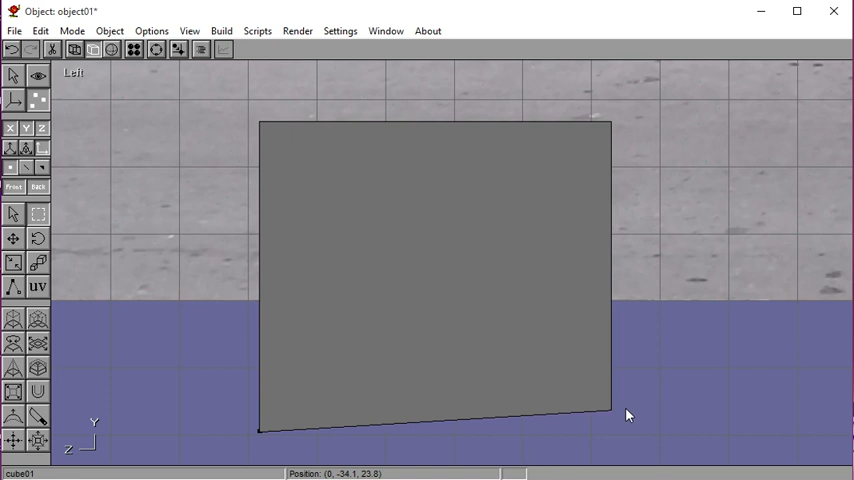 Object: object01*
File Edit Mode Object Options View Build Scripts Render Settings Window About
Left
X Y Z
Front Back
uv
Y
Z
cube01 Position: (0, -34.1, 23.8)